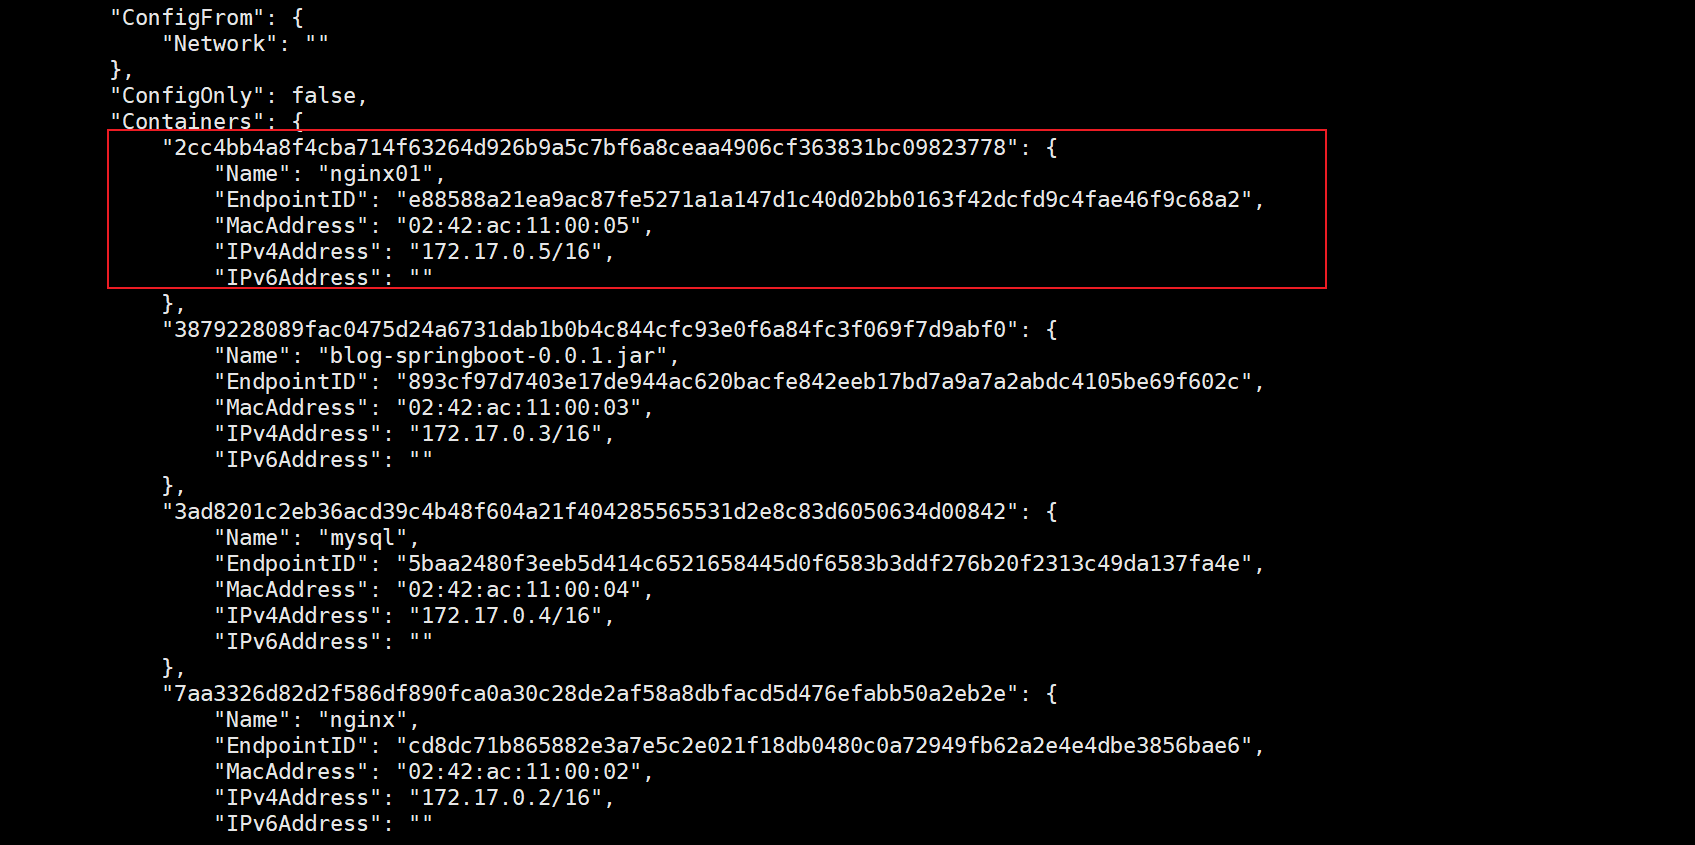 "ConfigFrom": {
"Network": ""
},
"ConfigOnly": false,
"Containers": {
"2cc4bb4a8f4cba714f63264d926b9a5c7bf6a8ceaa4906cf363831bc09823778": {
"Name": "nginx01",
"EndpointID": "e88588a21ea9ac87fe5271a1a147d1c40d02bb0163f42dcfd9c4fae46f9c68a2",
"MacAddress": "02:42:ac:11:00:05",
"IPv4Address": "172.17.0.5/16",
"IPv6Address": ""
},
"3879228089fac0475d24a6731dab1b0b4c844cfc93e0f6a84fc3f069f7d9abf0": {
"Name": "blog-springboot-0.0.1.jar",
"EndpointID": "893cf97d7403e17de944ac620bacfe842eeb17bd7a9a7a2abdc4105be69f602c",
"MacAddress": "02:42:ac:11:00:03",
"IPv4Address": "172.17.0.3/16",
"IPv6Address": ""
},
"3ad8201c2eb36acd39c4b48f604a21f404285565531d2e8c83d6050634d00842": {
"Name": "mysql",
"EndpointID": "5baa2480f3eeb5d414c6521658445d0f6583b3ddf276b20f2313c49da137fa4e",
"MacAddress": "02:42:ac:11:00:04",
"IPv4Address": "172.17.0.4/16",
"IPv6Address": ""
},
"7aa3326d82d2f586df890fca0a30c28de2af58a8dbfacd5d476efabb50a2eb2e": {
"Name": "nginx",
"EndpointID": "cd8dc71b865882e3a7e5c2e021f18db0480c0a72949fb62a2e4e4dbe3856bae6",
"MacAddress": "02:42:ac:11:00:02",
"IPv4Address": "172.17.0.2/16",
"IPv6Address": ""